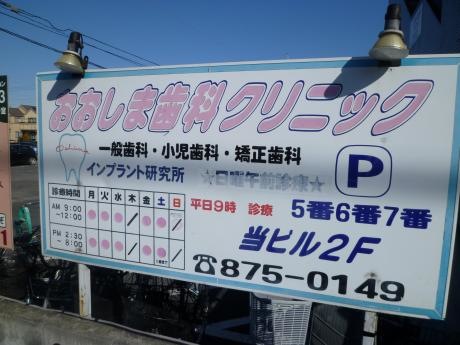 おおしま歯科クリニック
一般歯科・小児歯科・矯正歯科
インプラント研究所
☆日曜午前診療☆
P
診療時間 月 火 水 木 金 土 日
AM 9:00 ~12:00 ● ● ● / ● ● /
PM 2:30 ~ 8:00 ● ● ● / ● ● /
平日9時 診療
5番6番7番
当ビル2F
☎875-0149